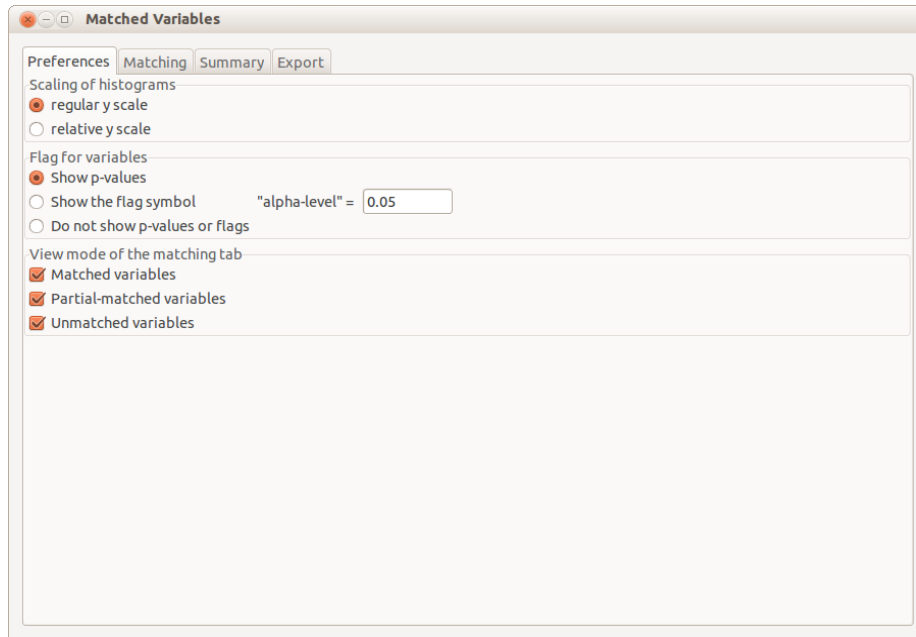 Matched Variables
Preferences Matching Summary Export
Scaling of histograms
regular y scale
relative y scale
Flag for variables
Show p-values
Show the flag symbol "alpha-level" = 0.05
Do not show p-values or flags
View mode of the matching tab
Matched variables
Partial-matched variables
Unmatched variables